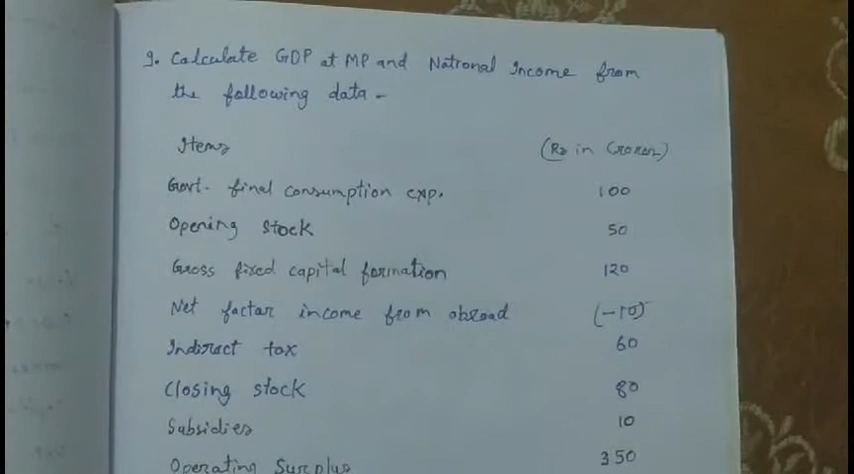 9. Calculate GDP at MP and National Income from
the following data -
Items (Rs in Crores)
Govt. final consumption exp. 100
Opening stock 50
Gross fixed capital formation 120
Net factor income from abroad (-10)
Indirect tax 60
Closing stock 80
Subsidies 10
Operating Surplus 350